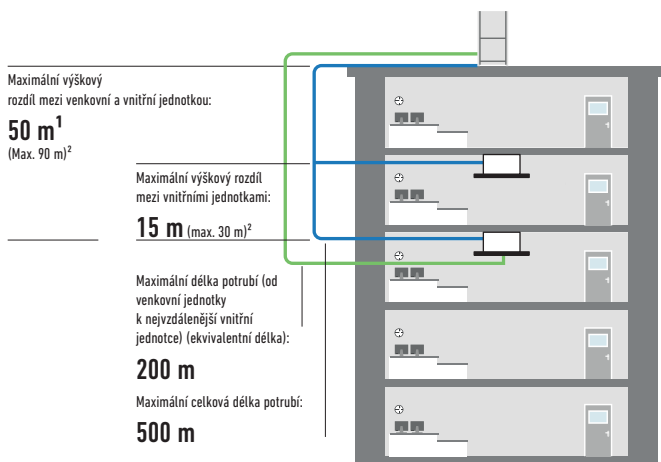 Maximální výškový
rozdíl mezi venkovní a vnitřní jednotkou:
50 m¹
(Max. 90 m)²
Maximální výškový rozdíl
mezi vnitřními jednotkami:
15 m (max. 30 m)²
Maximální délka potrubí (od
venkovní jednotky
k nejvzdálenější vnitřní
jednotce) (ekvivalentní délka):
200 m
Maximální celková délka potrubí:
500 m